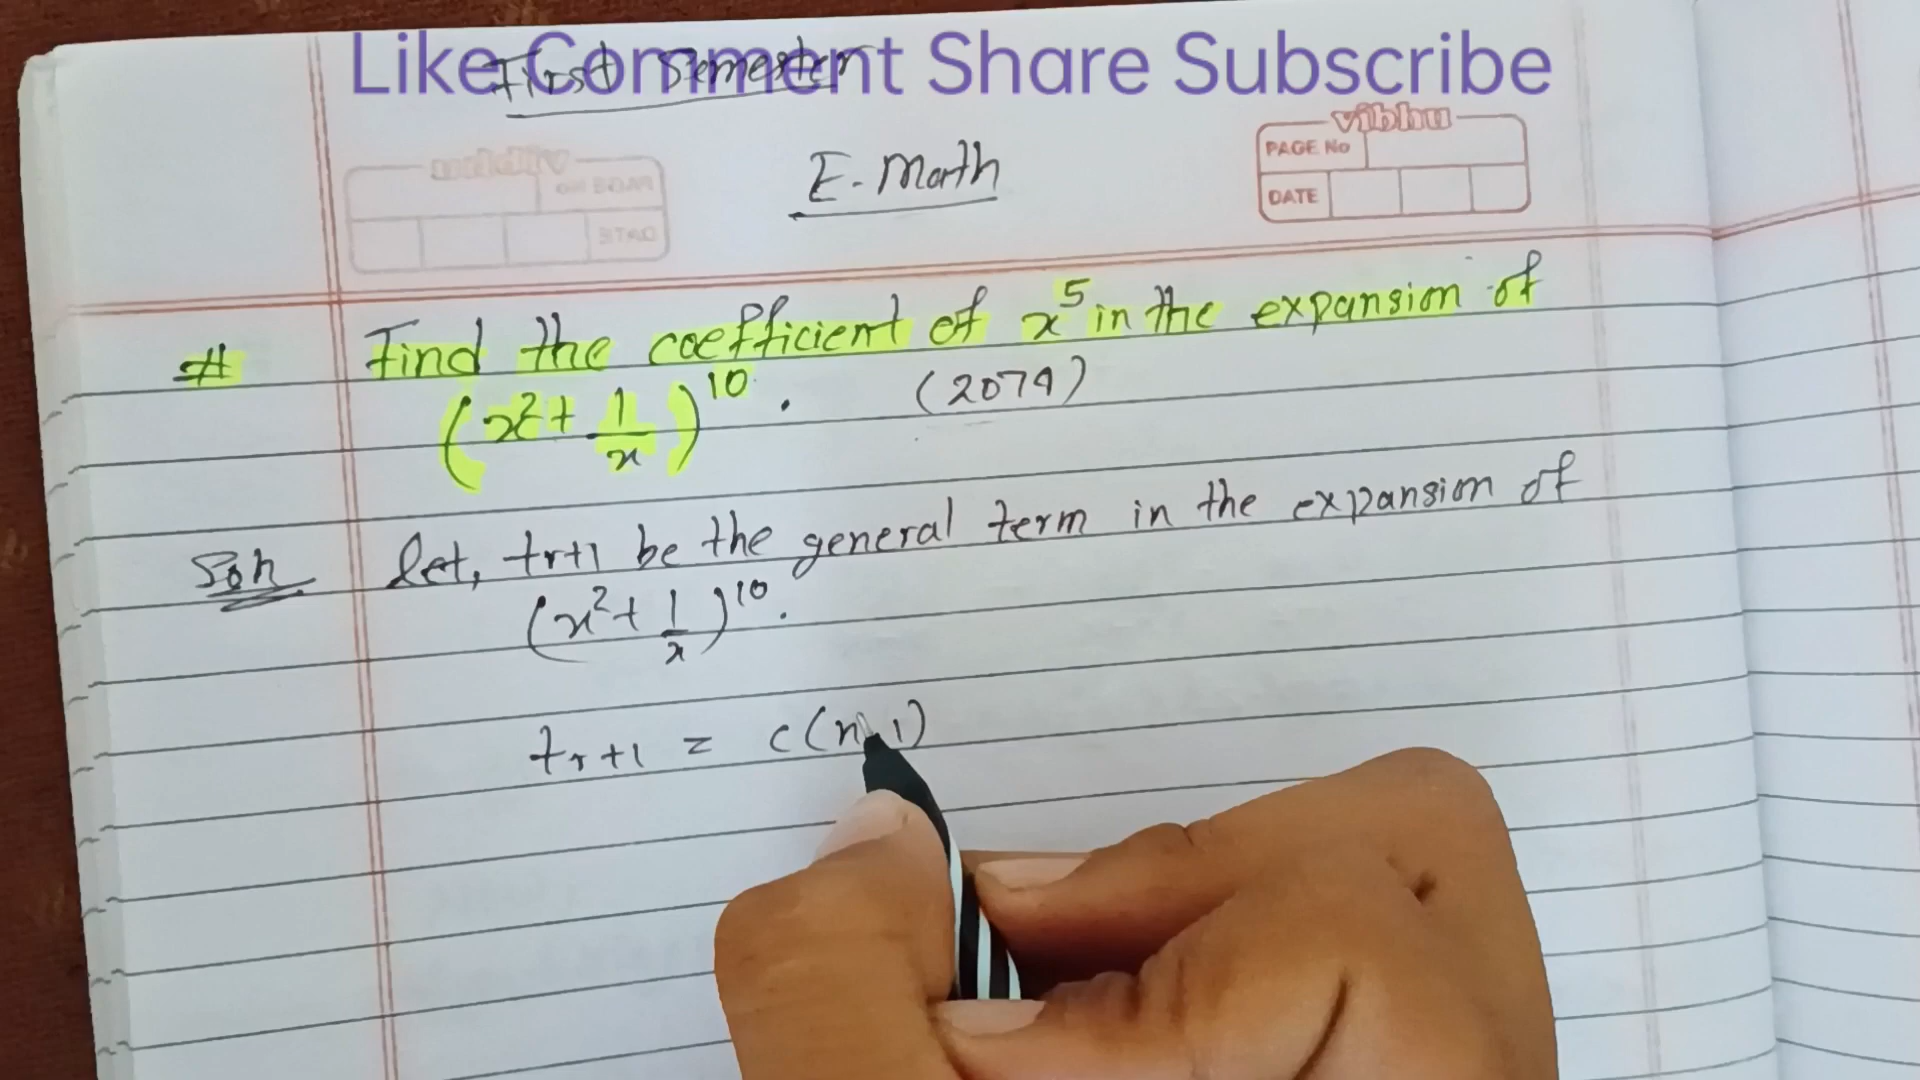 Like Comment Share Subscribe
First Semester
vibhu
PAGE No
DATE
E-Math
# Find the coefficient of x⁵ in the expansion of
(x² + 1/x)¹⁰. (2074)
Soln let, tr+1 be the general term in the expansion of
(x² + 1/x)¹⁰.
tr+1 = c(n